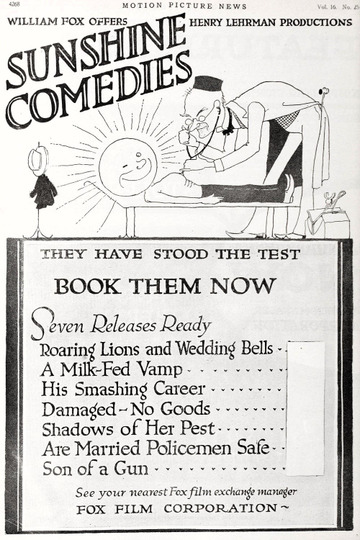 4268
MOTION PICTURE NEWS
Vol. 16. No. 25
WILLIAM FOX OFFERS
HENRY LEHRMAN PRODUCTIONS
SUNSHINE
COMEDIES
THEY HAVE STOOD THE TEST
BOOK THEM NOW
Seven Releases Ready
Roaring Lions and Wedding Bells - -
A Milk-Fed Vamp - - - - - - - -
His Smashing Career - - - - - - -
Damaged - No Goods - - - - - - -
Shadows of Her Pest - - - - - - -
Are Married Policemen Safe - -
Son of a Gun - - - - - - - - - - -
See your nearest Fox film exchange manager
FOX FILM CORPORATION ~